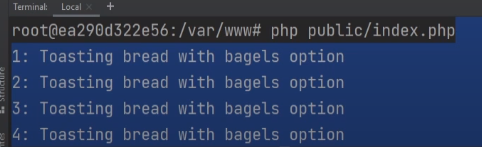 Terminal: Local × +
root@ea290d322e56:/var/www# php public/index.php
1: Toasting bread with bagels option
2: Toasting bread with bagels option
3: Toasting bread with bagels option
4: Toasting bread with bagels option
Structure